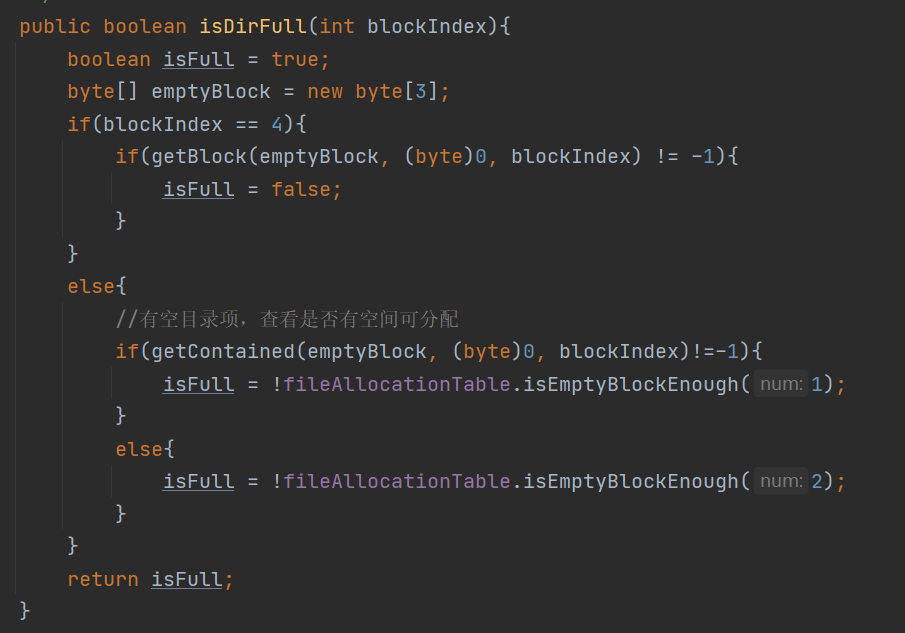 public boolean isDirFull(int blockIndex){
    boolean isFull = true;
    byte[] emptyBlock = new byte[3];
    if(blockIndex == 4){
        if(getBlock(emptyBlock, (byte)0, blockIndex) != -1){
            isFull = false;
        }
    }
    else{
        //有空目录项，查看是否有空间可分配
        if(getContained(emptyBlock, (byte)0, blockIndex)!=-1){
            isFull = !fileAllocationTable.isEmptyBlockEnough( num: 1);
        }
        else{
            isFull = !fileAllocationTable.isEmptyBlockEnough( num: 2);
        }
    }
    return isFull;
}